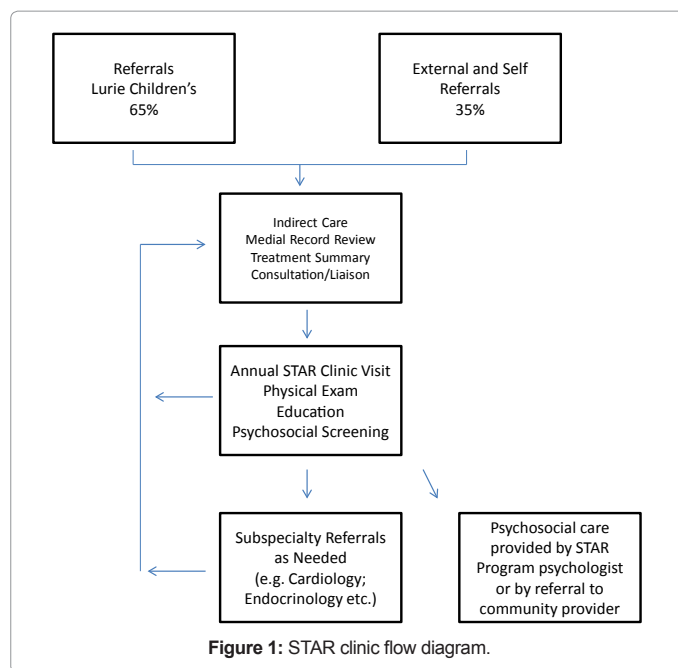 Referrals
Lurie Children's
65%
External and Self
Referrals
35%
Indirect Care
Medial Record Review
Treatment Summary
Consultation/Liaison
Annual STAR Clinic Visit
Physical Exam
Education
Psychosocial Screening
Subspecialty Referrals
as Needed
(e.g. Cardiology;
Endocrinology etc.)
Psychosocial care
provided by STAR
Program psychologist
or by referral to
community provider
Figure 1: STAR clinic flow diagram.